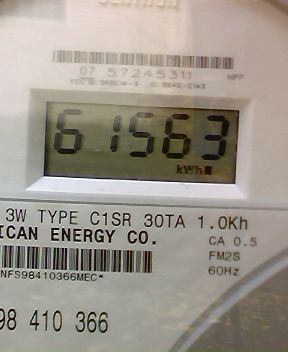 07 57245311 HPP
61563
kWh
3W TYPE C1SR 30TA 1.0Kh
ICAN ENERGY CO.
CA 0.5
FM2S
60Hz
NFS98410366MEC*
98 410 366